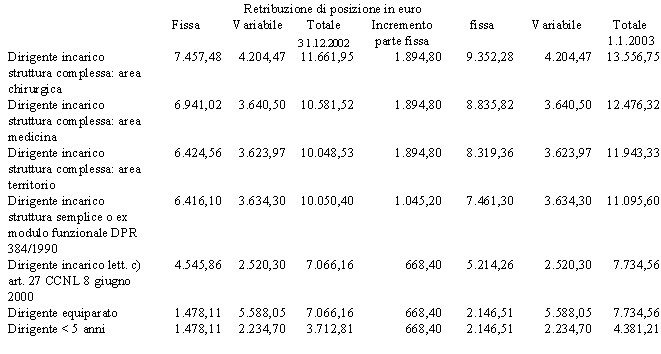 Retribuzione di posizione in euro
Fissa Variabile Totale 31.12.2002 Incremento parte fissa fissa Variabile Totale 1.1.2003
Dirigente incarico 7.457,48 4.204,47 11.661,95 1.894,80 9.352,28 4.204,47 13.556,75
struttura complessa: area
chirurgica
Dirigente incarico 6.941,02 3.640,50 10.581,52 1.894,80 8.835,82 3.640,50 12.476,32
struttura complessa: area
medicina
Dirigente incarico 6.424,56 3.623,97 10.048,53 1.894,80 8.319,36 3.623,97 11.943,33
struttura complessa: area
territorio
Dirigente incarico 6.416,10 3.634,30 10.050,40 1.045,20 7.461,30 3.634,30 11.095,60
struttura semplice o ex
modulo funzionale DPR
384/1990
Dirigente incarico lett. c) 4.545,86 2.520,30 7.066,16 668,40 5.214,26 2.520,30 7.734,56
art. 27 CCNL 8 giugno
2000
Dirigente equiparato 1.478,11 5.588,05 7.066,16 668,40 2.146,51 5.588,05 7.734,56
Dirigente < 5 anni 1.478,11 2.234,70 3.712,81 668,40 2.146,51 2.234,70 4.381,21